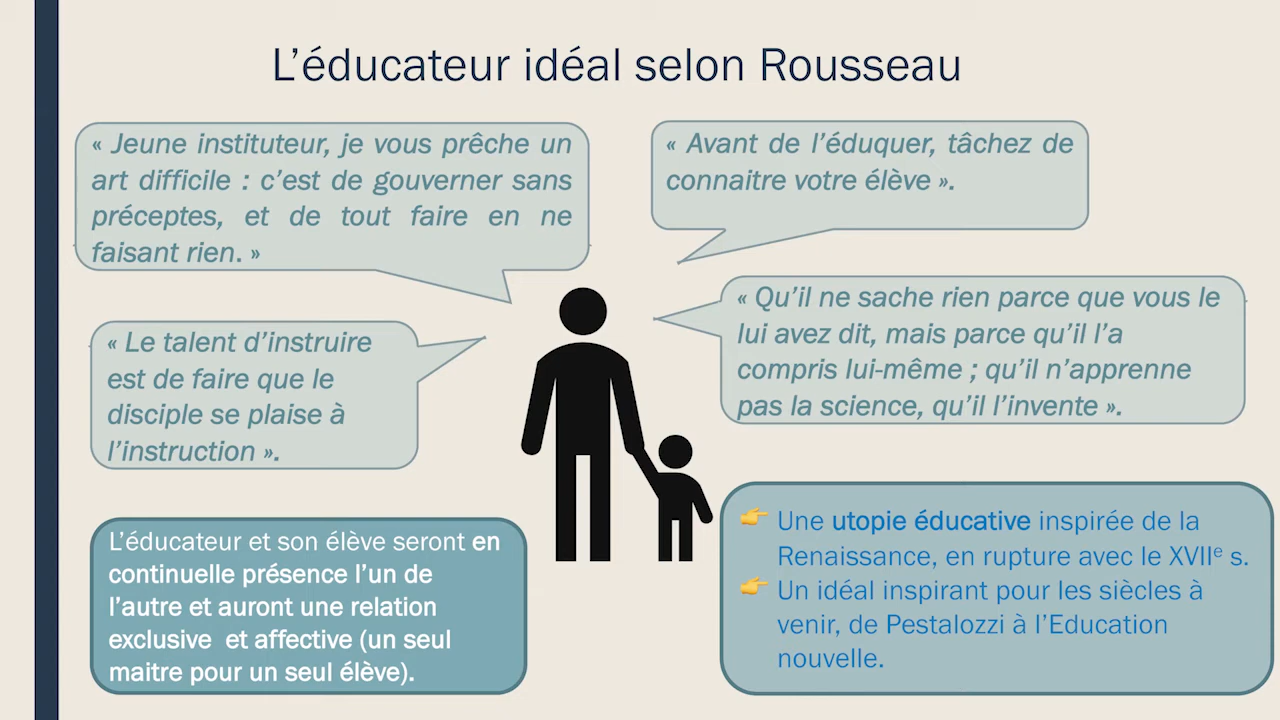 L'éducateur idéal selon Rousseau
« Jeune instituteur, je vous prêche un
art difficile : c'est de gouverner sans
préceptes, et de tout faire en ne
faisant rien. »
« Avant de l'éduquer, tâchez de
connaitre votre élève ».
« Qu'il ne sache rien parce que vous le
lui avez dit, mais parce qu'il l'a
compris lui-même ; qu'il n'apprenne
pas la science, qu'il l'invente ».
« Le talent d'instruire
est de faire que le
disciple se plaise à
l'instruction ».
L'éducateur et son élève seront en
continuelle présence l'un de
l'autre et auront une relation
exclusive et affective (un seul
maitre pour un seul élève).
👉 Une utopie éducative inspirée de la
Renaissance, en rupture avec le XVIIᵉ s.
👉 Un idéal inspirant pour les siècles à
venir, de Pestalozzi à l'Education
nouvelle.